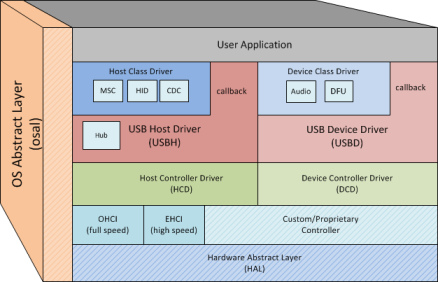 OS Abstract Layer
(osal)
User Application
Host Class Driver
MSC
HID
CDC
callback
Device Class Driver
Audio
DFU
callback
Hub
USB Host Driver
(USBH)
USB Device Driver
(USBD)
Host Controller Driver
(HCD)
Device Controller Driver
(DCD)
OHCI
(full speed)
EHCI
(high speed)
Custom/Proprietary
Controller
Hardware Abstract Layer
(HAL)